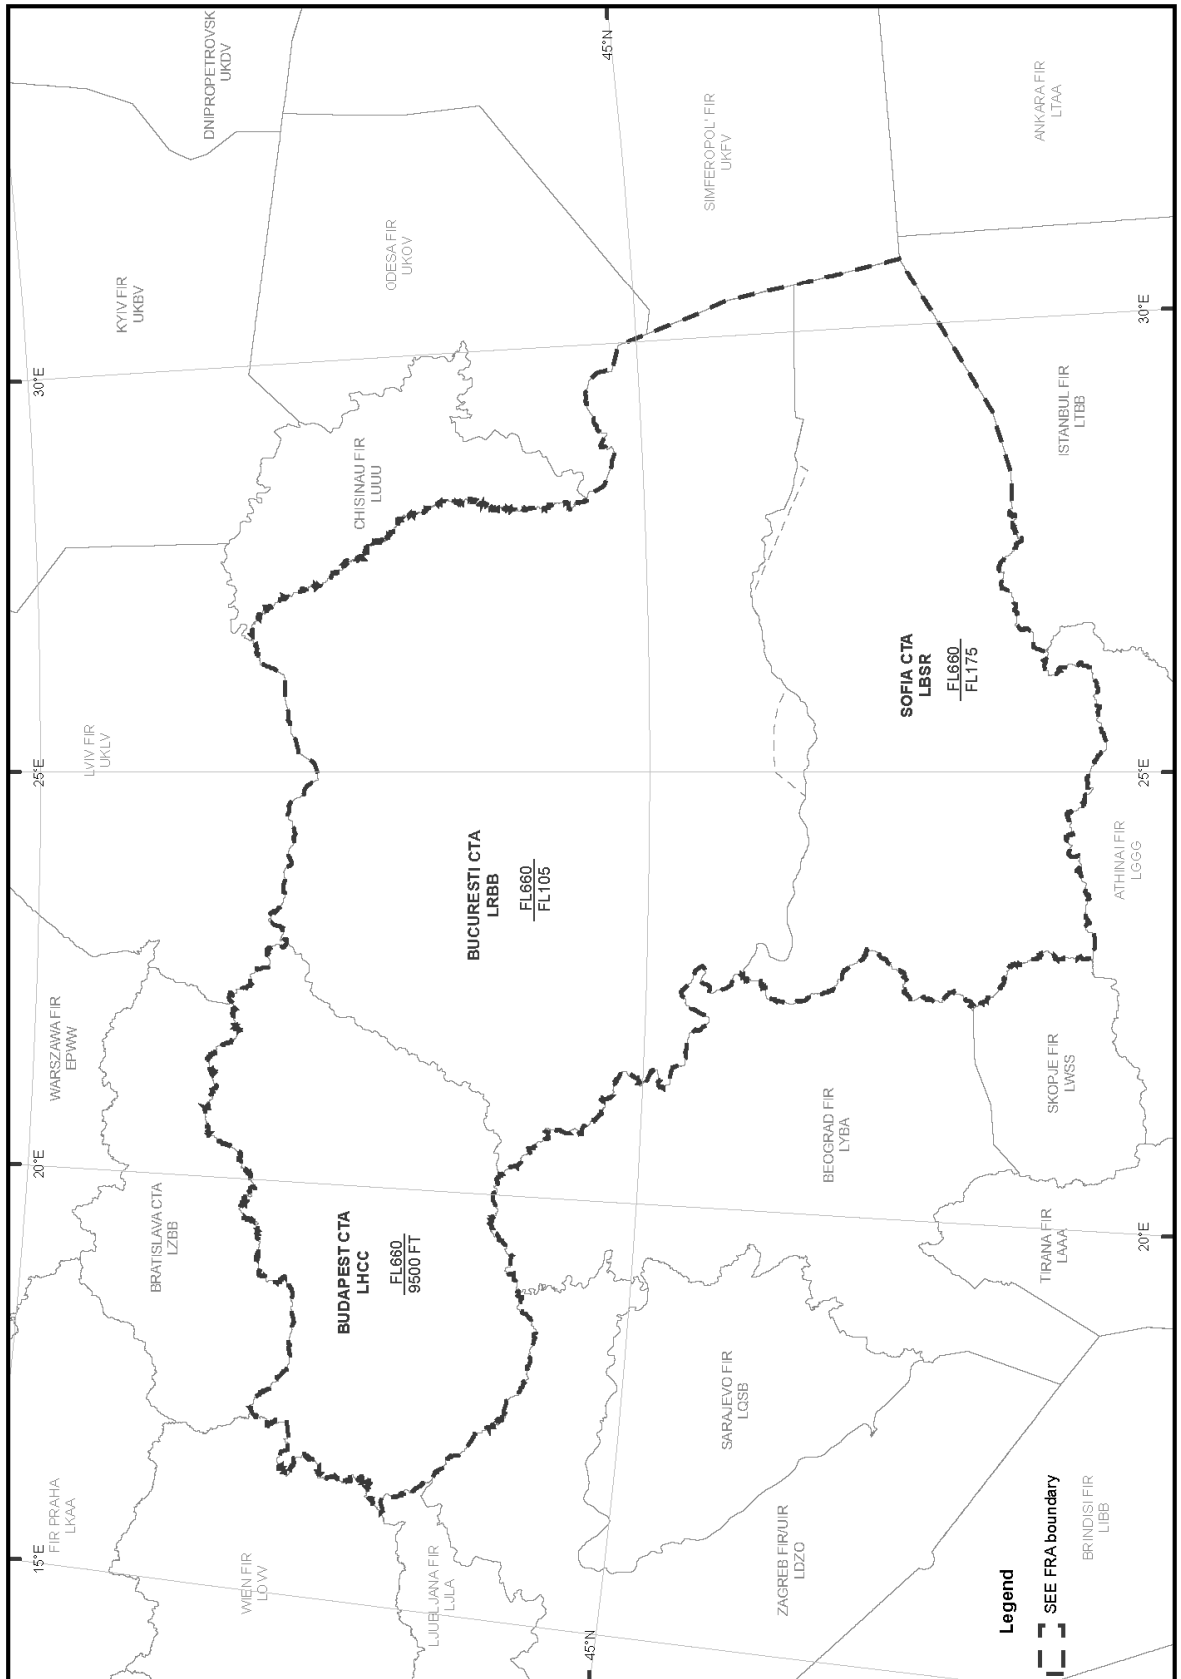 15°E
20°E
25°E
30°E
FIR PRAHA
LKAA
WARSZAWA FIR
EPWW
LVIV FIR
UKLV
KYIV FIR
UKBV
DNIPROPETROVSK
UKDV
BRATISLAVA CTA
LZBB
WIEN FIR
LOVV
BUDAPEST CTA
LHCC
FL660
9500 FT
CHISINAU FIR
LUUU
ODESA FIR
UKOV
LJUBLJANA FIR
LJLA
BUCURESTI CTA
LRBB
FL660
FL105
45°N
45°N
SARAJEVO FIR
LQSB
SIMFEROPOL' FIR
UKFV
ZAGREB FIR/UIR
LDZO
BEOGRAD FIR
LYBA
SOFIA CTA
LBSR
FL660
FL175
TIRANA FIR
LAAA
SKOPJE FIR
LWSS
ISTANBUL FIR
LTBB
ANKARA FIR
LTAA
BRINDISI FIR
LIBB
ATHINAI FIR
LGGG
Legend
SEE FRA boundary
20°E
25°E
30°E